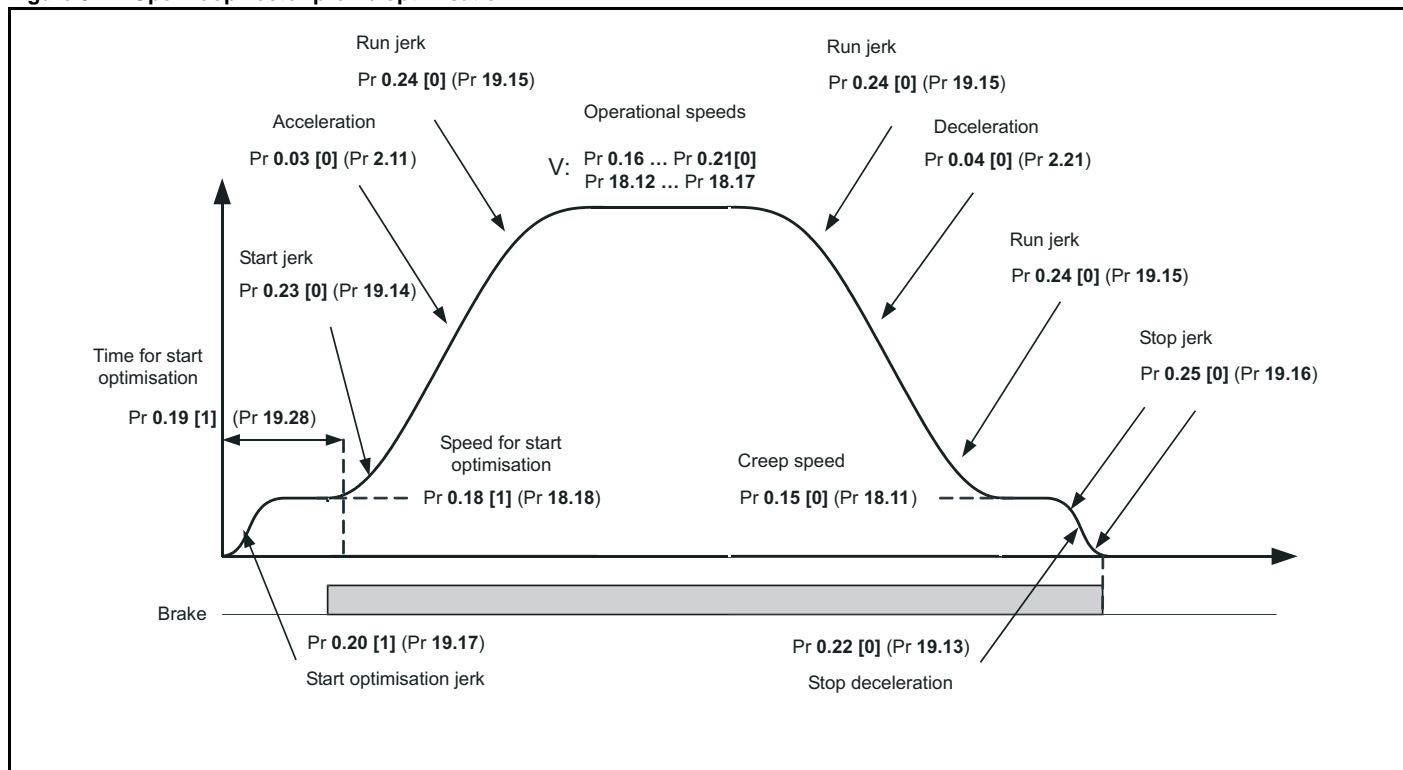 Run jerk
Pr 0.24 [0] (Pr 19.15)
Run jerk
Pr 0.24 [0] (Pr 19.15)
Operational speeds
V: Pr 0.16 ... Pr 0.21[0]
Pr 18.12 ... Pr 18.17
Acceleration
Pr 0.03 [0] (Pr 2.11)
Deceleration
Pr 0.04 [0] (Pr 2.21)
Start jerk
Pr 0.23 [0] (Pr 19.14)
Run jerk
Pr 0.24 [0] (Pr 19.15)
Stop jerk
Pr 0.25 [0] (Pr 19.16)
Time for start
optimisation
Pr 0.19 [1] (Pr 19.28)
Speed for start
optimisation
Pr 0.18 [1] (Pr 18.18)
Creep speed
Pr 0.15 [0] (Pr 18.11)
Brake
Pr 0.20 [1] (Pr 19.17)
Start optimisation jerk
Pr 0.22 [0] (Pr 19.13)
Stop deceleration